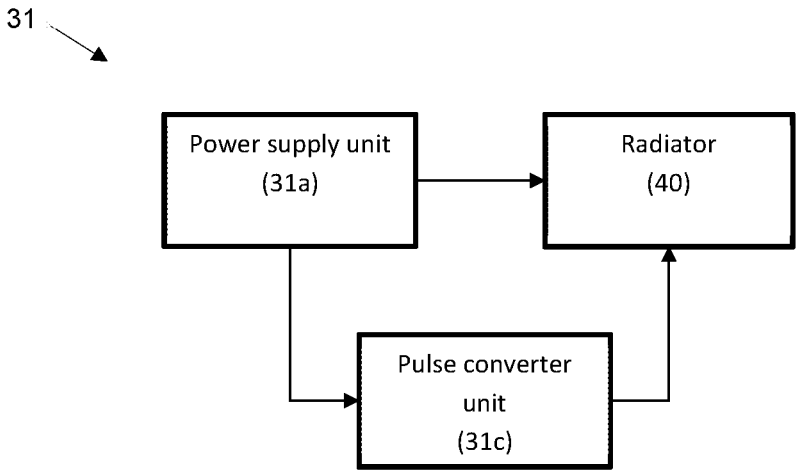 31
Power supply unit
(31a)
Radiator
(40)
Pulse converter
unit
(31c)